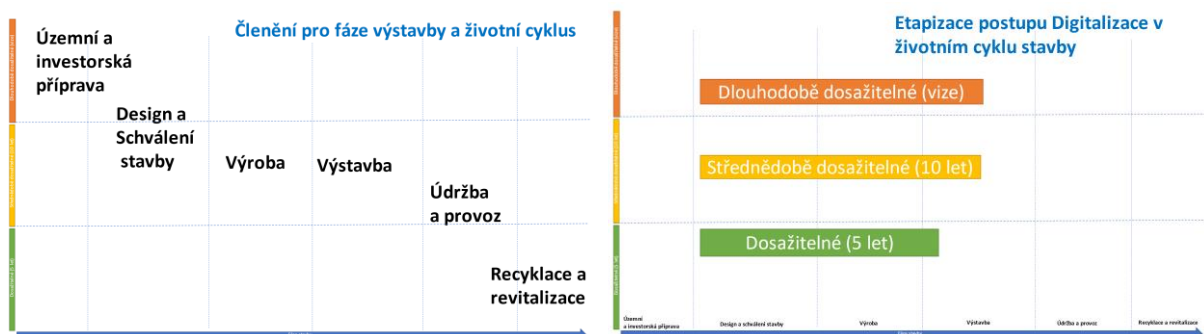 Členění pro fáze výstavby a životní cyklus
Územní a
investorská
příprava
Design a
Schválení
stavby
Výroba
Výstavba
Údržba
a provoz
Recyklace a
revitalizace
Etapizace postupu Digitalizace v
životním cyklu stavby
Dlouhodobě dosažitelné (vize)
Střednědobě dosažitelné (10 let)
Dosažitelné (5 let)
Územní
a investorská příprava
Design a schválení stavby
Výroba
Výstavba
Údržba a provoz
Recyklace a revitalizace